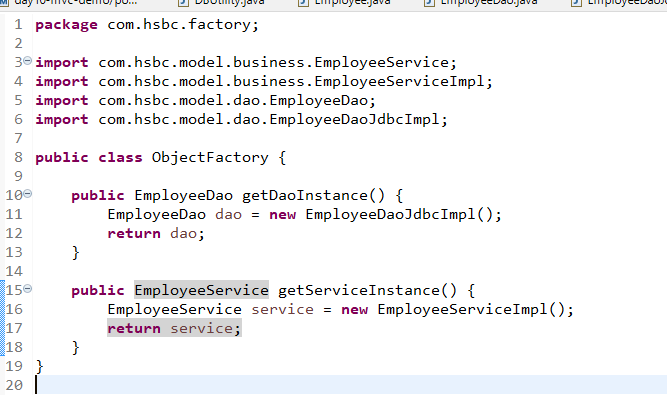 day16-mvc-demo/po... DBUtility.java Employee.java EmployeeDao.java EmployeeDaoJd
1 package com.hsbc.factory;
2
3 import com.hsbc.model.business.EmployeeService;
4 import com.hsbc.model.business.EmployeeServiceImpl;
5 import com.hsbc.model.dao.EmployeeDao;
6 import com.hsbc.model.dao.EmployeeDaoJdbcImpl;
7
8 public class ObjectFactory {
9
10 public EmployeeDao getDaoInstance() {
11 EmployeeDao dao = new EmployeeDaoJdbcImpl();
12 return dao;
13 }
14
15 public EmployeeService getServiceInstance() {
16 EmployeeService service = new EmployeeServiceImpl();
17 return service;
18 }
19 }
20